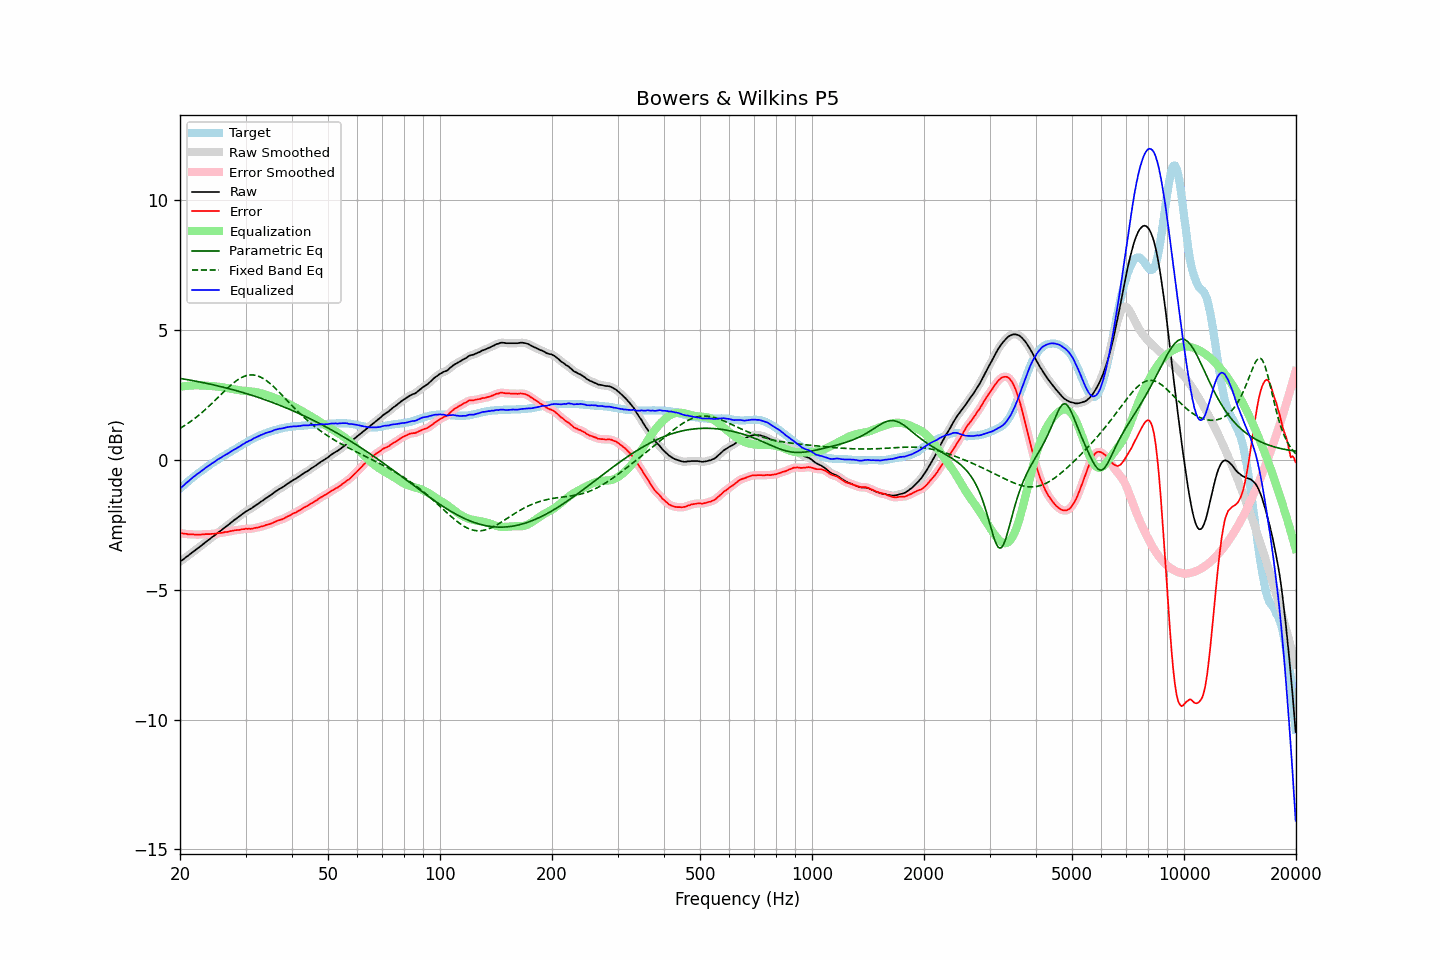 Bowers & Wilkins P5
Target
Raw Smoothed
Error Smoothed
Raw
Error
Equalization
Parametric Eq
Fixed Band Eq
Equalized
10
5
0
−5
−10
−15
Amplitude (dBr)
20 50 100 200 500 1000 2000 5000 10000 20000
Frequency (Hz)